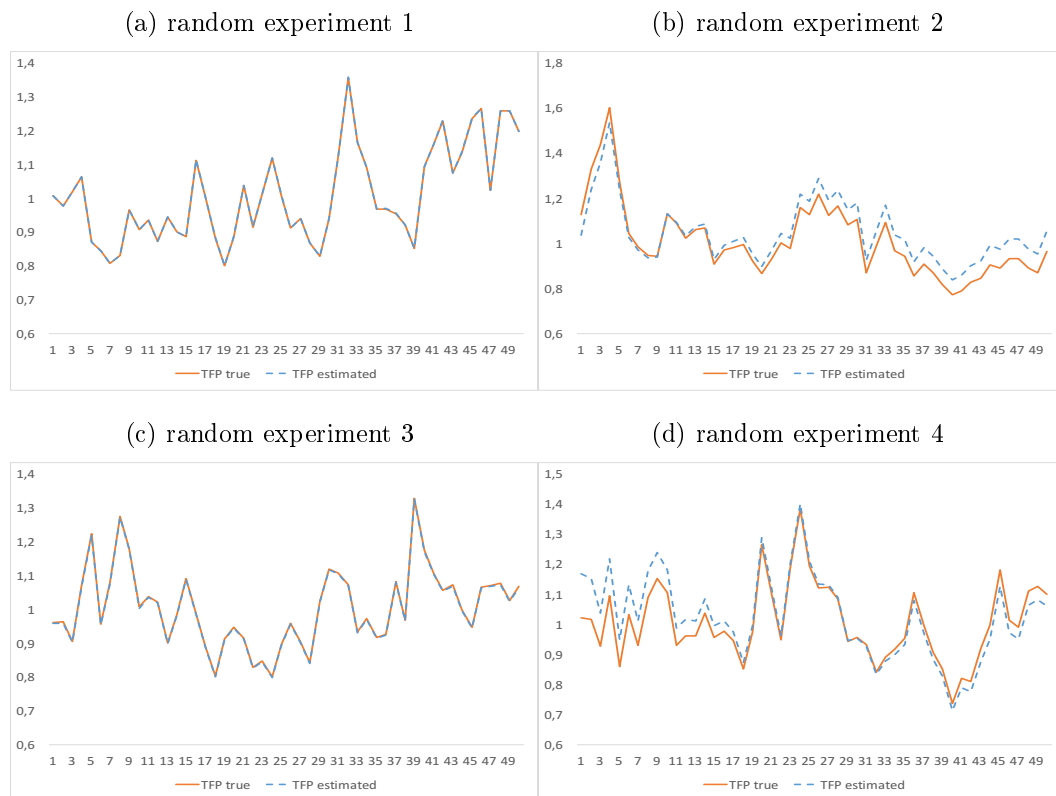 (a) random experiment 1
(b) random experiment 2
1,4
1,3
1,2
1,1
1
0,9
0,8
0,7
0,6
1 3 5 7 9 11 13 15 17 19 21 23 25 27 29 31 33 35 37 39 41 43 45 47 49
TFP true TFP estimated
1,8
1,6
1,4
1,2
1
0,8
0,6
1 3 5 7 9 11 13 15 17 19 21 23 25 27 29 31 33 35 37 39 41 43 45 47 49
TFP true TFP estimated
(c) random experiment 3
(d) random experiment 4
1,4
1,3
1,2
1,1
1
0,9
0,8
0,7
0,6
1 3 5 7 9 11 13 15 17 19 21 23 25 27 29 31 33 35 37 39 41 43 45 47 49
TFP true TFP estimated
1,5
1,4
1,3
1,2
1,1
1
0,9
0,8
0,7
0,6
1 3 5 7 9 11 13 15 17 19 21 23 25 27 29 31 33 35 37 39 41 43 45 47 49
TFP true TFP estimated